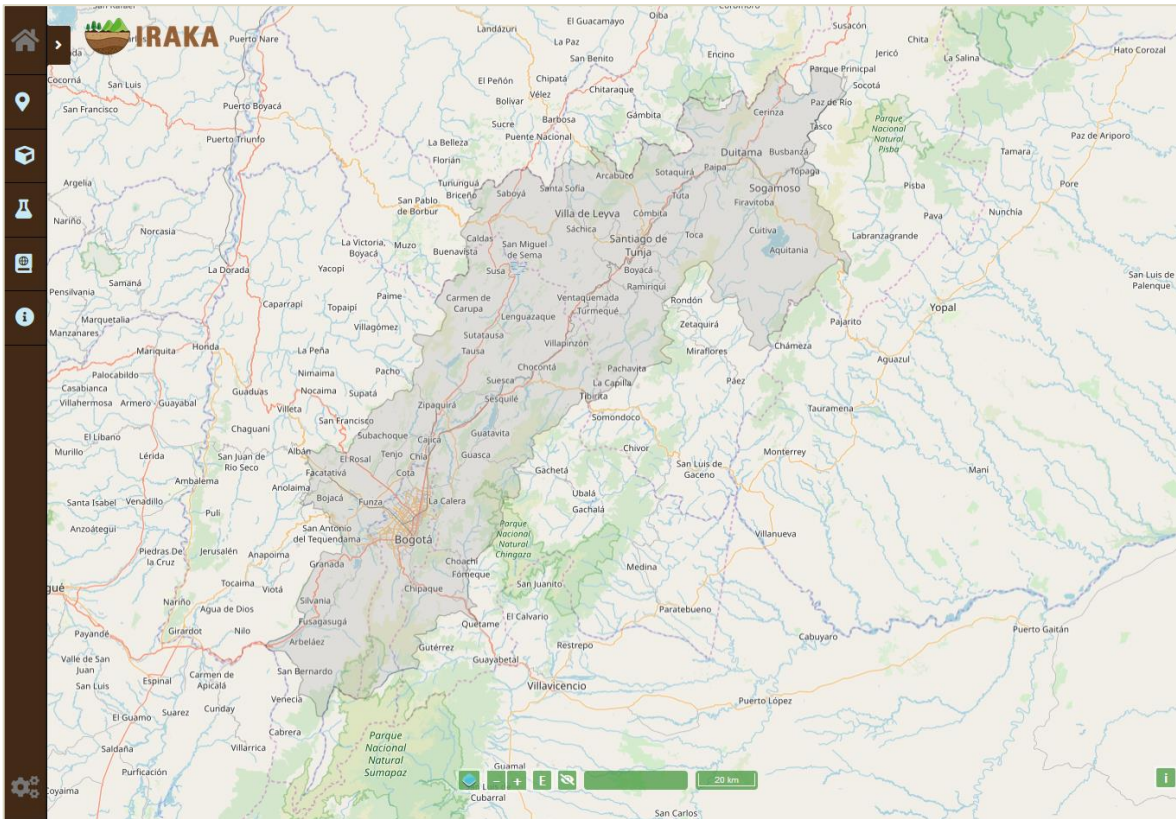 Oiba
El Guacamayo
Susacón
Landázuri
Puerto Nare
IRAKA
La Paz
Chita
Jericó
Hato Corozal
San Benito
Encino
La Salina
Cocorná
San Luis
El Peñón
Chipatá
Parque Prinicpal
Socotá
Vélez
Chitaraque
San Francisco
Puerto Boyacá
Bolivar
Paz de Río
Cerinza
Barbosa
Gámbita
Sucre
Tasco
Parque
Nacional
Natural
Pisba
Paz de Ariporo
Puerto Triunfo
Puente Nacional
La Belleza
Duitama
Busbanzá
Tamara
Florián
Arcabuco
Sotaquirá
Paipa
Tópaga
Argelia
Tunungua
Briceño
Santa Sofia
Saboyá
Tuta
Sogamoso
Pisba
Pore
San Pablo
de Borbur
Firavitoba
Nariño
Norcasia
Villa de Leyva
Cómbita
Pava
Nunchía
Sáchica
Cuitiva
La Victoria,
Boyacá
Muzo
Caldas
Santiago de
Tunja
Toca
Labranzagrande
Buenavista
San Miguel
de Sema
Aquitania
La Dorada
Yacopí
Susa
Boyacá
San Luis de
Palenque
Samaná
Ramiriquí
Pensilvania
Caparrapí
Topaipi
Paime
Carmen de
Carupa
Ventaquemada
Rondón
Yopal
Marquetalia
Villagómez
Lenguazaque
Turmequé
Zetaquirá
Pajarito
Manzanares
Honda
Sutatausa
Villapinzón
Chámeza
Mariquita
La Peña
Tausa
Miraflores
Aguazul
Palocabildo
Nimaima
Pacho
Chocontá
Pachavita
Casabianca
Guaduas
Nocaima
Supatá
Suesca
La Capilla
Páez
Villahermosa
Armero
Guayabal
Villeta
Zipaquirá
Sesquilé
Tibirita
Tauramena
Chaguani
San Francisco
Somondoco
El Líbano
Subachoque
Cajicá
Guatavita
Murillo
Lérida
San Juan de
Río Seco
Albán
El Rosal
Tenjo
Chía
Guasca
Chivor
Monterrey
Facatativá
Cota
Gachetá
San Luis de
Gaceno
Maní
Ambalema
Anolaima
Santa Isabel
Venadillo
Bojacá
Funza
La Calera
Ubalá
Pulí
Gachalá
Anzoátegui
San Antonio
del Tequendama
Parque
Nacional
Natural
Chingaza
Villanueva
Bogotá
Piedras De
la Cruz
Jerusalén
Anapoima
Granada
Choachí
Fómeque
Medina
Tocaima
Viotá
Chipaque
San Juanito
gué
Nariño
Silvania
Agua de Dios
Fusagasugá
Quetame
El Calvario
Paratebueno
Payandé
Girardot
Nilo
Arbeláez
Cabuyaro
Puerto Gaitán
Gutérrez
Restrepo
Valle de San
Juan
Guayabetal
San Bernardo
San Luis
Espinal
Carmen de
Apicalá
Villavicencio
Venecia
Puerto López
El Guamo
Suarez
Cunday
Cabrera
Saldaña
Villarrica
Parque
Nacional
Natural
Sumapaz
Purificación
Guamal
- + E
20 km
i
Coyaima
Cubarral
San Carlos